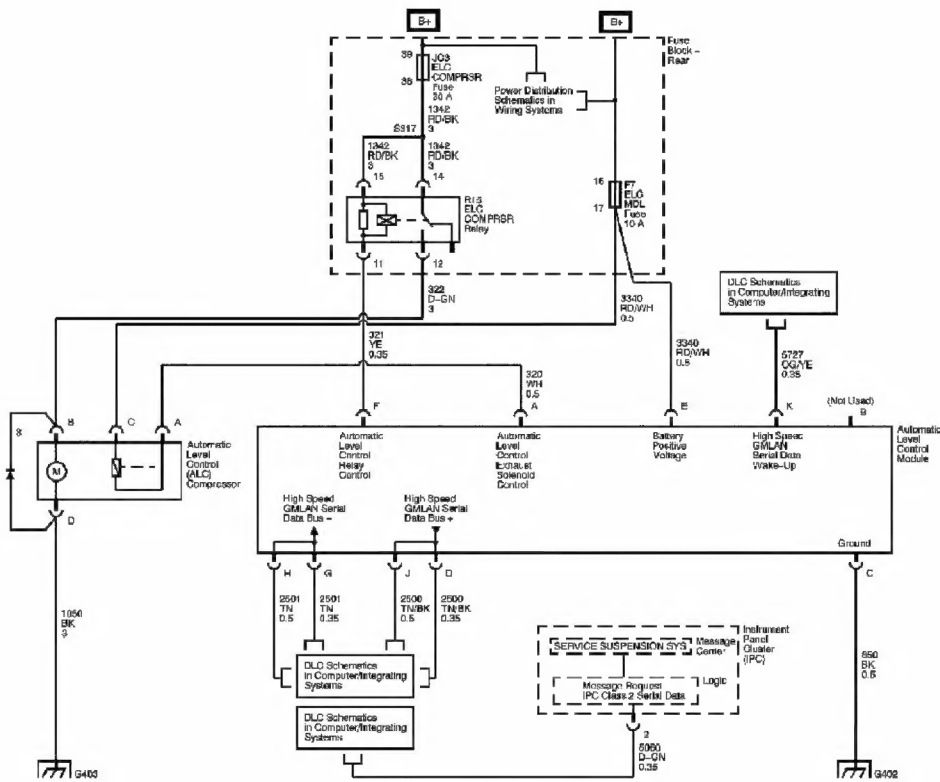 B+
B+
Fuse
Block –
Rear
39
38
JC3
ELC
COMPRSR
Fuse
30 A
Power Distribution
Schematics in
Wiring Systems
1342
RD/BK
3
S317
1342
RD/BK
3
1342
RD/BK
3
15
14
R15
ELC
COMPRSR
Relay
16
17
F7
ELC
MDL
Fuse
10 A
11
12
322
D-GN
3
DLC Schematics
in Computer/Integrating
Systems
3340
RD/WH
0.5
321
YE
0.35
3340
RD/WH
0.5
5727
OG/YE
0.35
320
WH
0.5
(Not Used)
B
C
A
F
A
E
K
B
8
M
Automatic
Level
Control
(ALC)
Compressor
D
Automatic
Level
Control
Relay
Control
Automatic
Level
Control
Exhaust
Solenoid
Control
Battery
Positive
Voltage
High Speed
GMLAN
Serial Data
Wake-Up
Automatic
Level
Control
Module
High Speed
GMLAN Serial
Data Bus –
High Speed
GMLAN Serial
Data Bus +
Ground
H
G
J
D
C
2501
TN
0.5
2501
TN
0.35
2500
TN/BK
0.5
2500
TN/BK
0.35
1050
BK
3
SERVICE SUSPENSION SYS
Message
Center
Instrument
Panel
Cluster
(IPC)
Message Request
IPC Class 2 Serial Data
Logic
650
BK
0.5
DLC Schematics
in Computer/Integrating
Systems
DLC Schematics
in Computer/Integrating
Systems
2
5060
D-GN
0.35
G403
G402